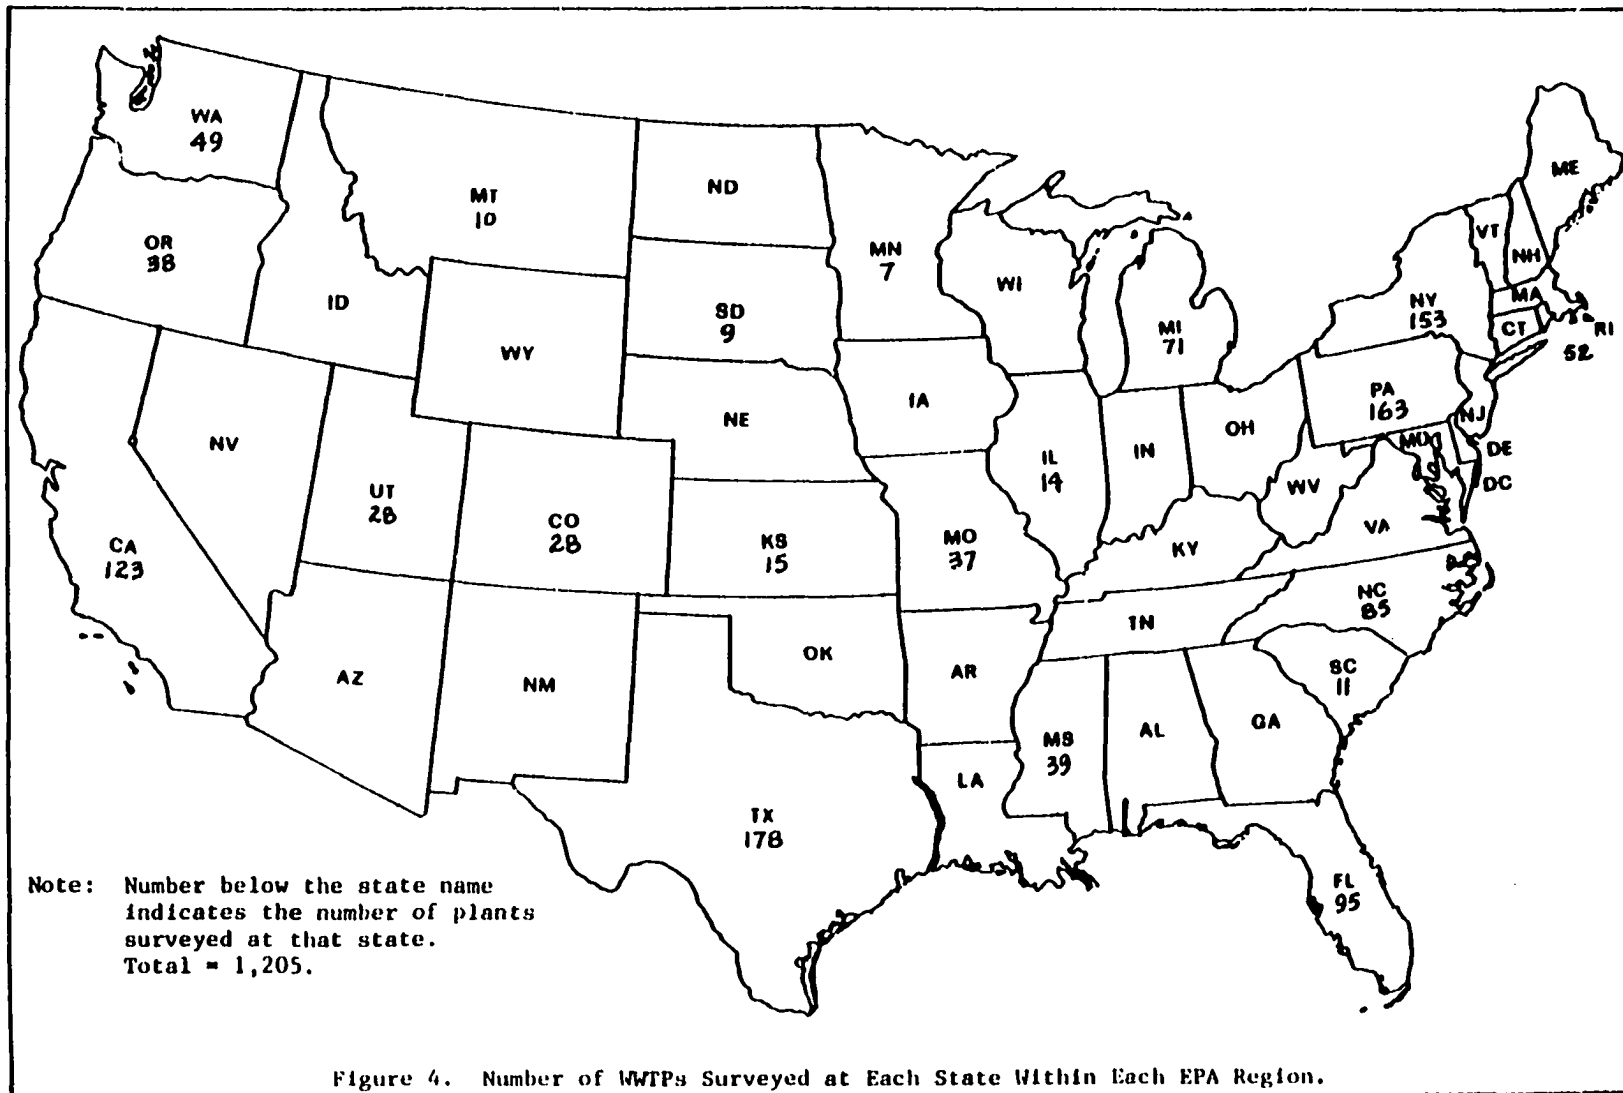 WA
49
MT
10
ND
MN
7
OR
38
ID
WY
SD
9
WI
MI
71
NY
153
VT
NH
ME
MA
CT
RI
52
NV
UT
28
CO
28
NE
IA
IL
14
IN
OH
PA
163
NJ
MD
DE
DC
WV
VA
CA
123
KS
15
MO
37
KY
NC
85
TN
AZ
NM
OK
AR
SC
11
MS
39
AL
GA
LA
TX
178
FL
95
Note: Number below the state name
indicates the number of plants
surveyed at that state.
Total = 1,205.
Figure 4. Number of WWTPs Surveyed at Each State Within Each EPA Region.